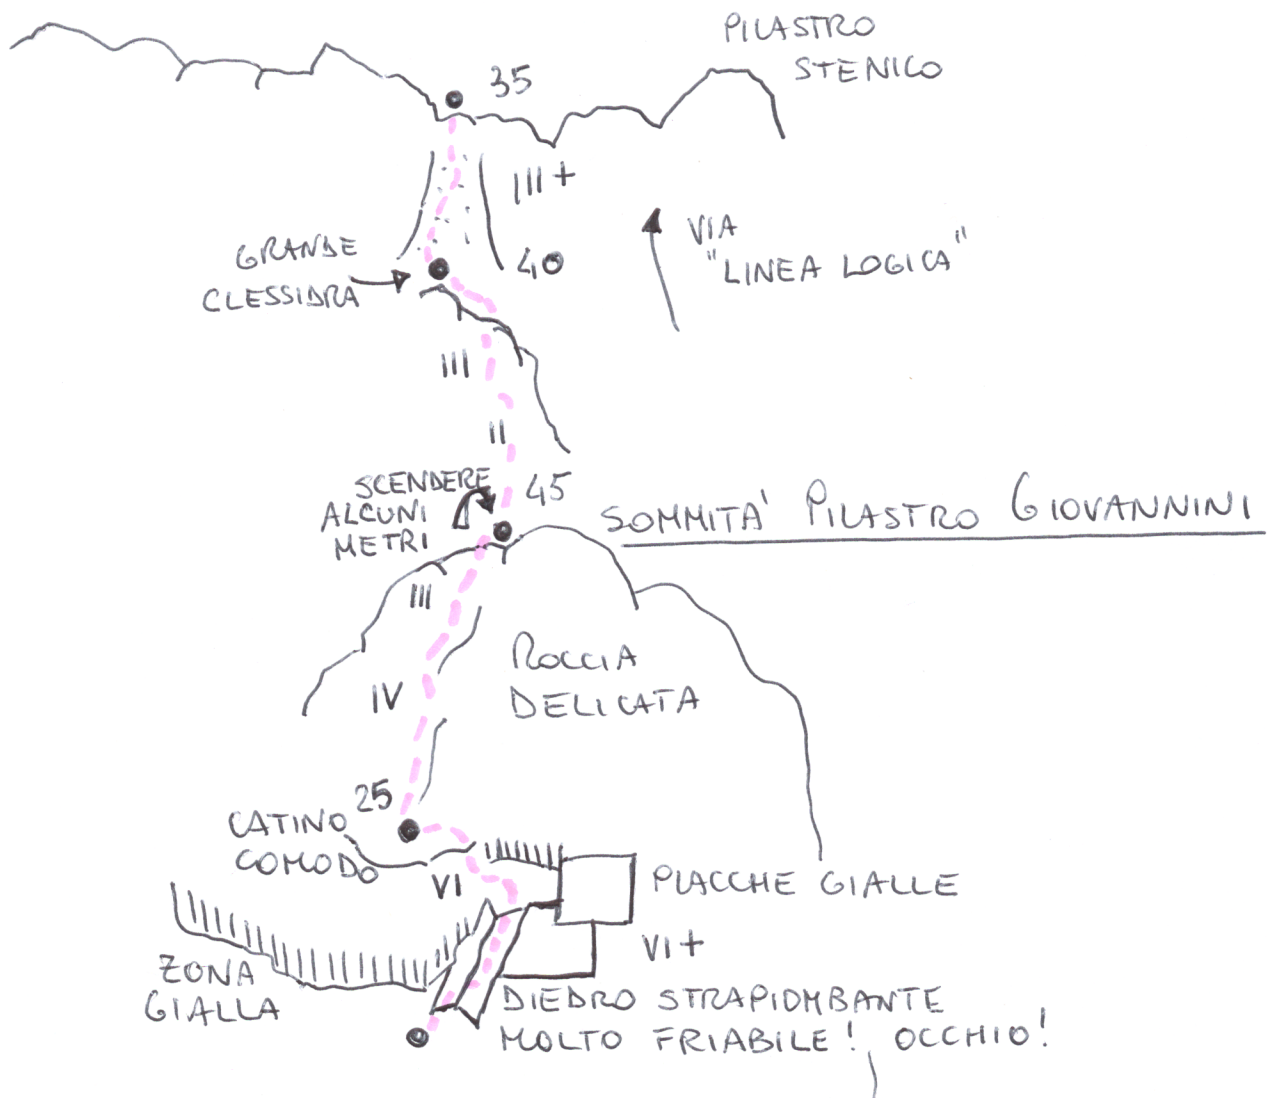 PILASTRO
STENICO
35
III+
GRANDE
CLESSIDRA
40
VIA
"LINEA LOGICA"
III
II
SCENDERE
ALCUNI
METRI
45
SOMMITA' PILASTRO GIOVANNINI
III
ROCCIA
DELICATA
IV
25
CATINO
COMODO
VI
PLACCHE GIALLE
VI+
ZONA
GIALLA
DIEDRO STRAPIOMBANTE
MOLTO FRIABILE! OCCHIO!